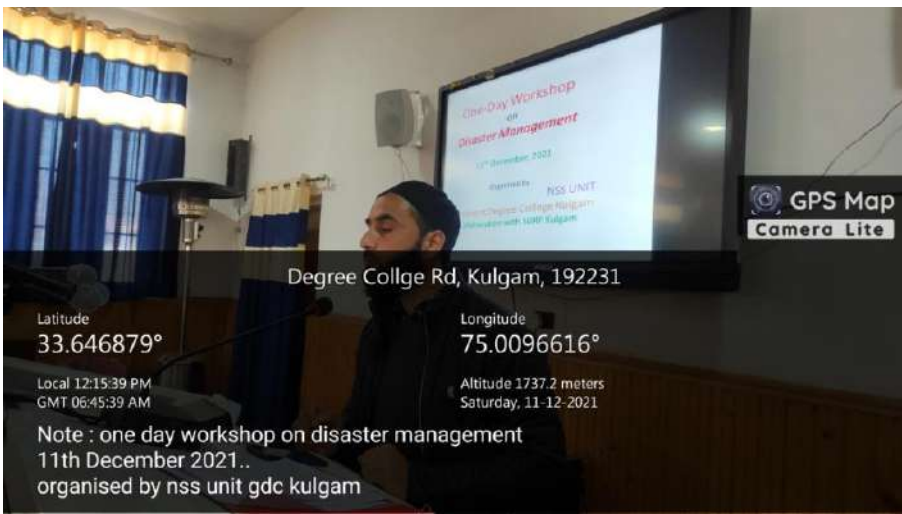 One-Day Workshop
on
Disaster Management
11th December, 2021
Organised by
NSS UNIT
Degree College Kulgam
with SDRF Kulgam
GPS Map
Camera Lite
Degree Collge Rd, Kulgam, 192231
Latitude
33.646879°
Longitude
75.0096616°
Local 12:15:39 PM
GMT 06:45:39 AM
Altitude 1737.2 meters
Saturday, 11-12-2021
Note : one day workshop on disaster management
11th December 2021..
organised by nss unit gdc kulgam